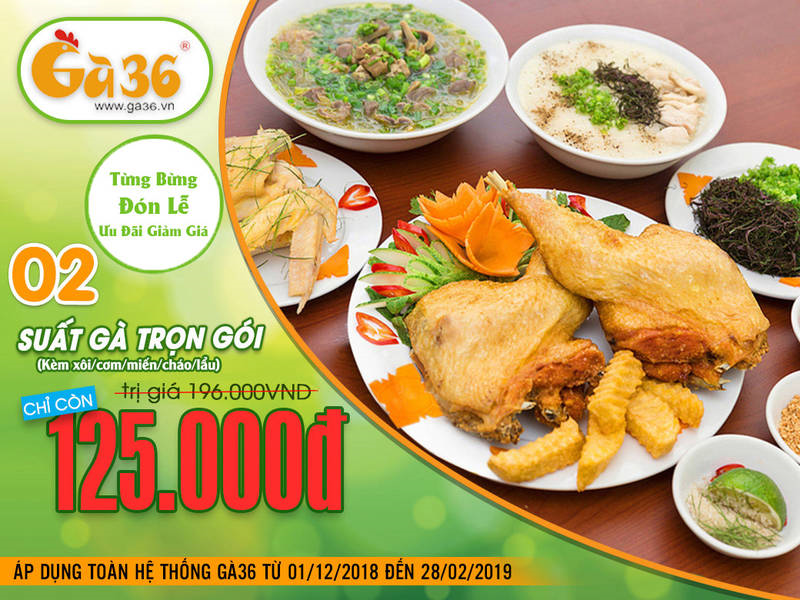 Gà36®
www.ga36.vn
Từng Bừng
Đón Lễ
Ưu Đãi Giảm Giá
02
SUẤT GÀ TRỌN GÓI
(Kèm xôi/cơm/miến/cháo/lẩu)
trị giá 196.000VND
CHỈ CÒN
125.000đ
ÁP DỤNG TOÀN HỆ THỐNG GÀ36 TỪ 01/12/2018 ĐẾN 28/02/2019